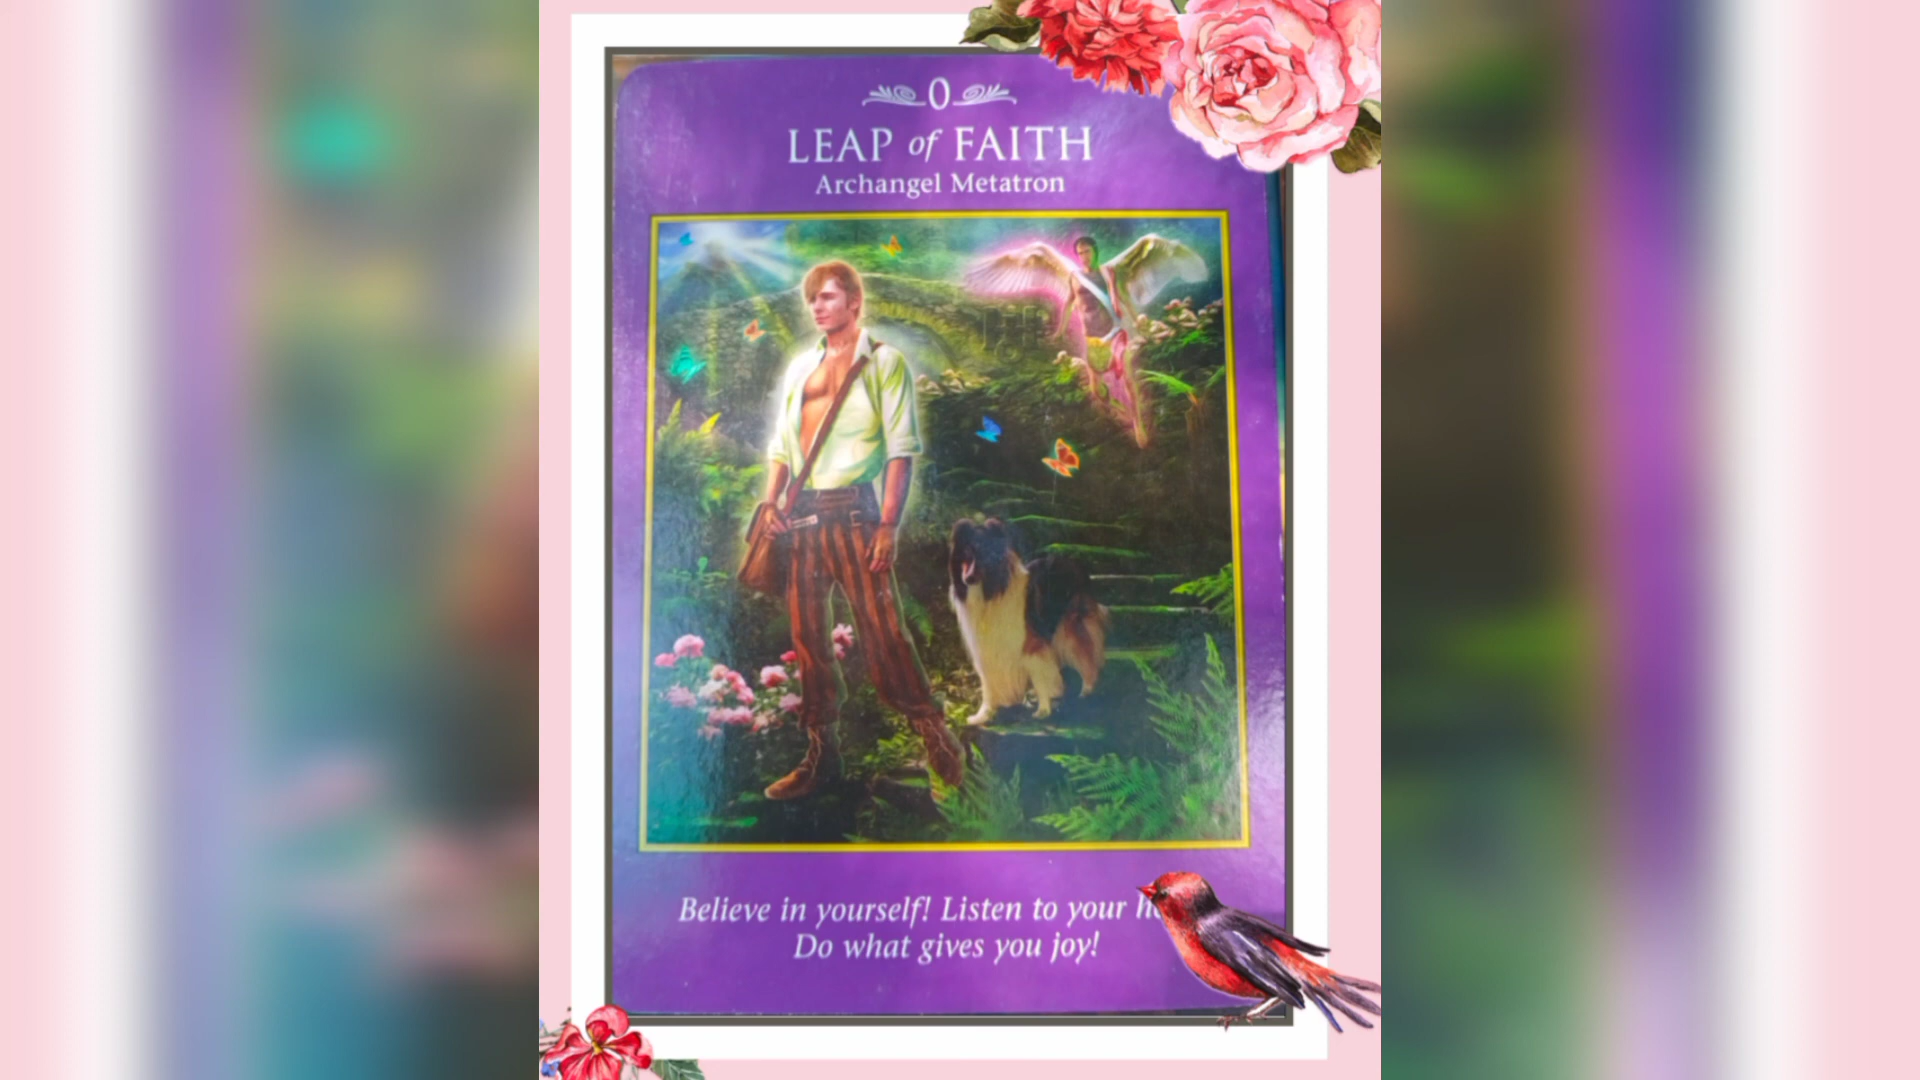 0
LEAP of FAITH
Archangel Metatron
Believe in yourself! Listen to your
Do what gives you joy!